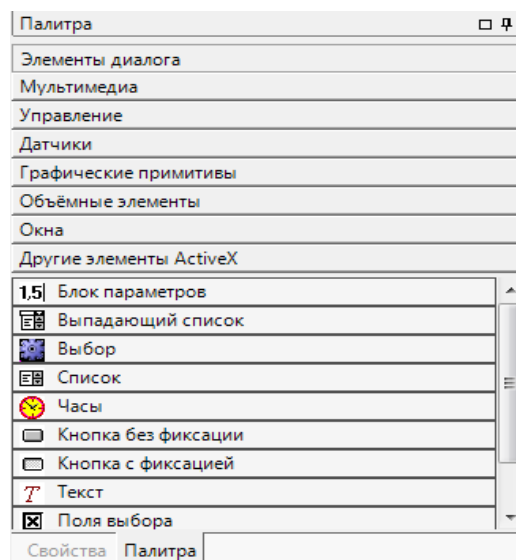 Палитра
Элементы диалога
Мультимедиа
Управление
Датчики
Графические примитивы
Объёмные элементы
Окна
Другие элементы ActiveX
1,5 Блок параметров
Выпадающий список
Выбор
Список
Часы
Кнопка без фиксации
Кнопка с фиксацией
T Текст
Поля выбора
Свойства Палитра